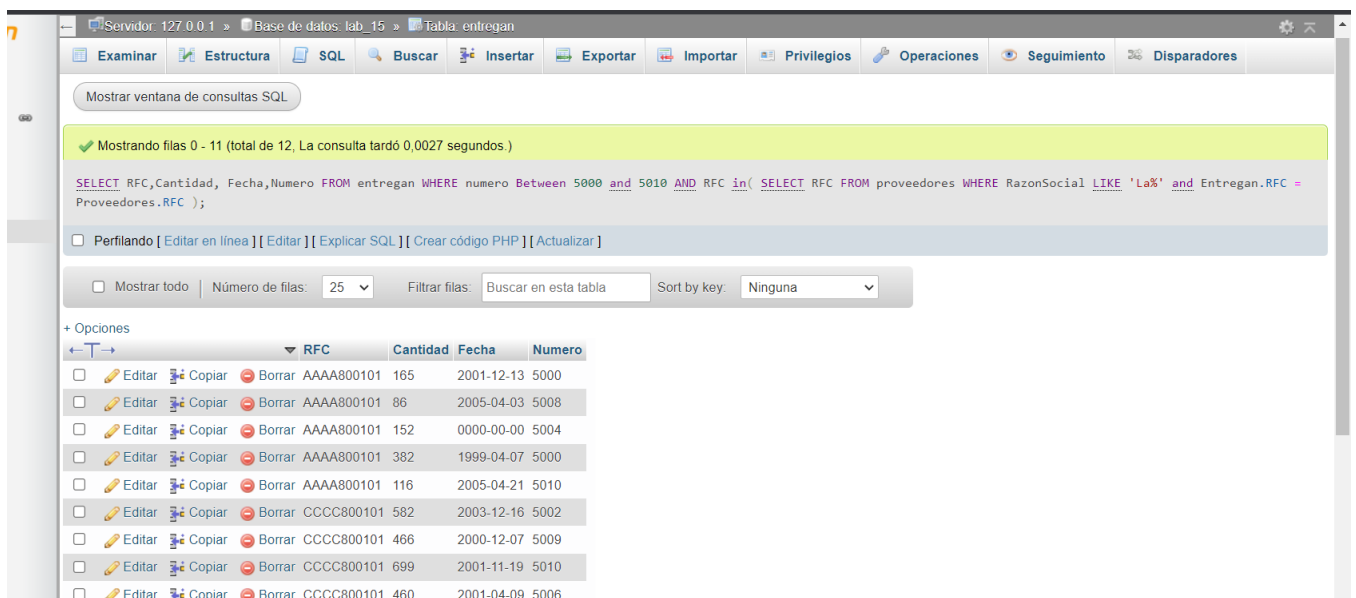 Servidor: 127.0.0.1 » Base de datos: lab_15 » Tabla: entregan
Examinar Estructura SQL Buscar Insertar Exportar Importar Privilegios Operaciones Seguimiento Disparadores
Mostrar ventana de consultas SQL
Mostrando filas 0 - 11 (total de 12, La consulta tardó 0,0027 segundos.)
SELECT RFC,Cantidad, Fecha,Numero FROM entregan WHERE numero Between 5000 and 5010 AND RFC in( SELECT RFC FROM proveedores WHERE RazonSocial LIKE 'La%' and Entregan.RFC =
Proveedores.RFC );
Perfilando [ Editar en línea ] [ Editar ] [ Explicar SQL ] [ Crear código PHP ] [ Actualizar ]
Mostrar todo | Número de filas: 25 Filtrar filas: Buscar en esta tabla Sort by key: Ninguna
+ Opciones
←T→ RFC Cantidad Fecha Numero
Editar Copiar Borrar AAAA800101 165 2001-12-13 5000
Editar Copiar Borrar AAAA800101 86 2005-04-03 5008
Editar Copiar Borrar AAAA800101 152 0000-00-00 5004
Editar Copiar Borrar AAAA800101 382 1999-04-07 5000
Editar Copiar Borrar AAAA800101 116 2005-04-21 5010
Editar Copiar Borrar CCCC800101 582 2003-12-16 5002
Editar Copiar Borrar CCCC800101 466 2000-12-07 5009
Editar Copiar Borrar CCCC800101 699 2001-11-19 5010
Editar Copiar Borrar CCCC800101 460 2001-04-09 5006